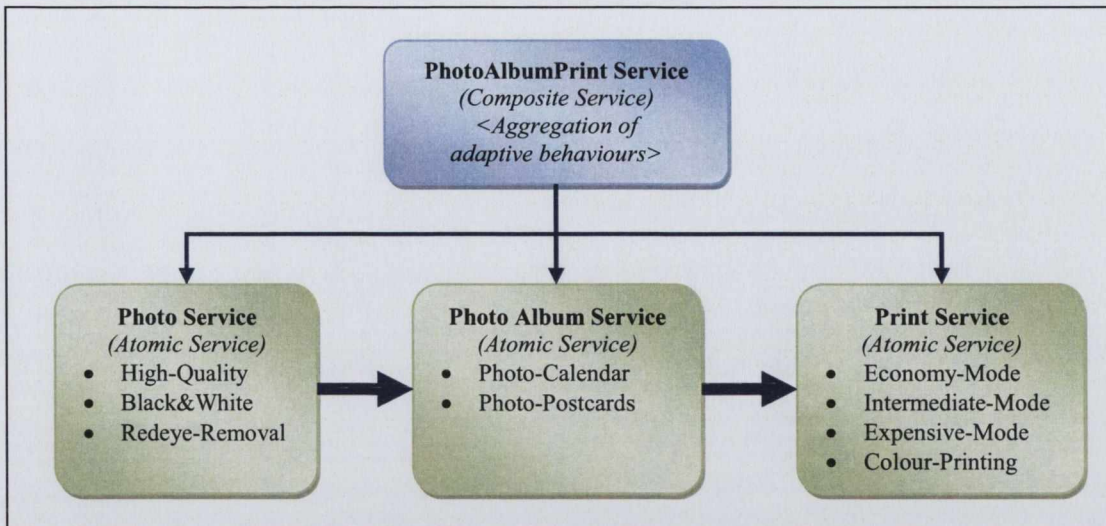 PhotoAlbumPrint Service
(Composite Service)
<Aggregation of
adaptive behaviours>
Photo Service
(Atomic Service)
• High-Quality
• Black&White
• Redeye-Removal
Photo Album Service
(Atomic Service)
• Photo-Calendar
• Photo-Postcards
Print Service
(Atomic Service)
• Economy-Mode
• Intermediate-Mode
• Expensive-Mode
• Colour-Printing